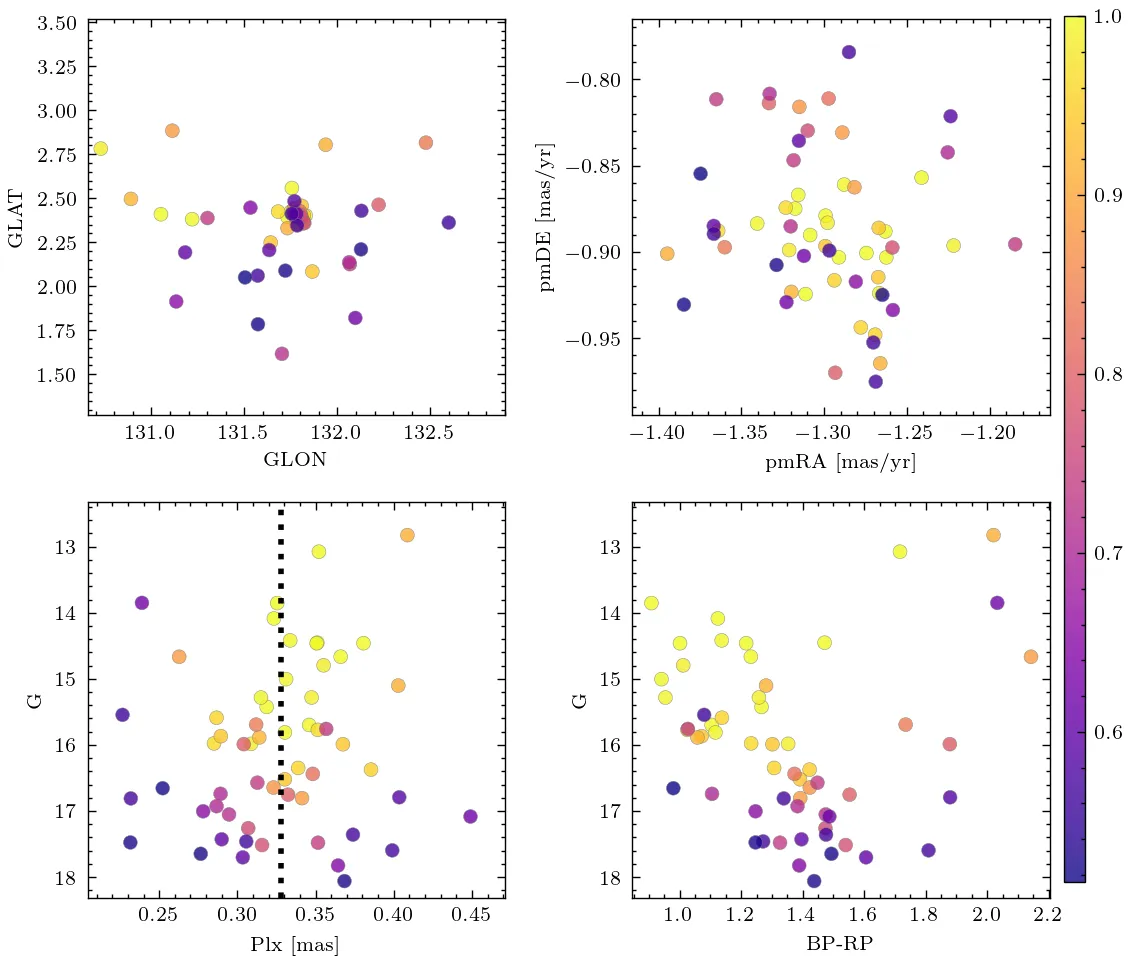 3.50
3.25
3.00
2.75
2.50
2.25
2.00
1.75
1.50
GLAT
131.0 131.5 132.0 132.5
GLON
−0.80
−0.85
−0.90
−0.95
pmDE [mas/yr]
−1.40 −1.35 −1.30 −1.25 −1.20
pmRA [mas/yr]
1.0
0.9
0.8
0.7
0.6
13
14
15
16
17
18
G
0.25 0.30 0.35 0.40 0.45
Plx [mas]
13
14
15
16
17
18
G
1.0 1.2 1.4 1.6 1.8 2.0 2.2
BP-RP